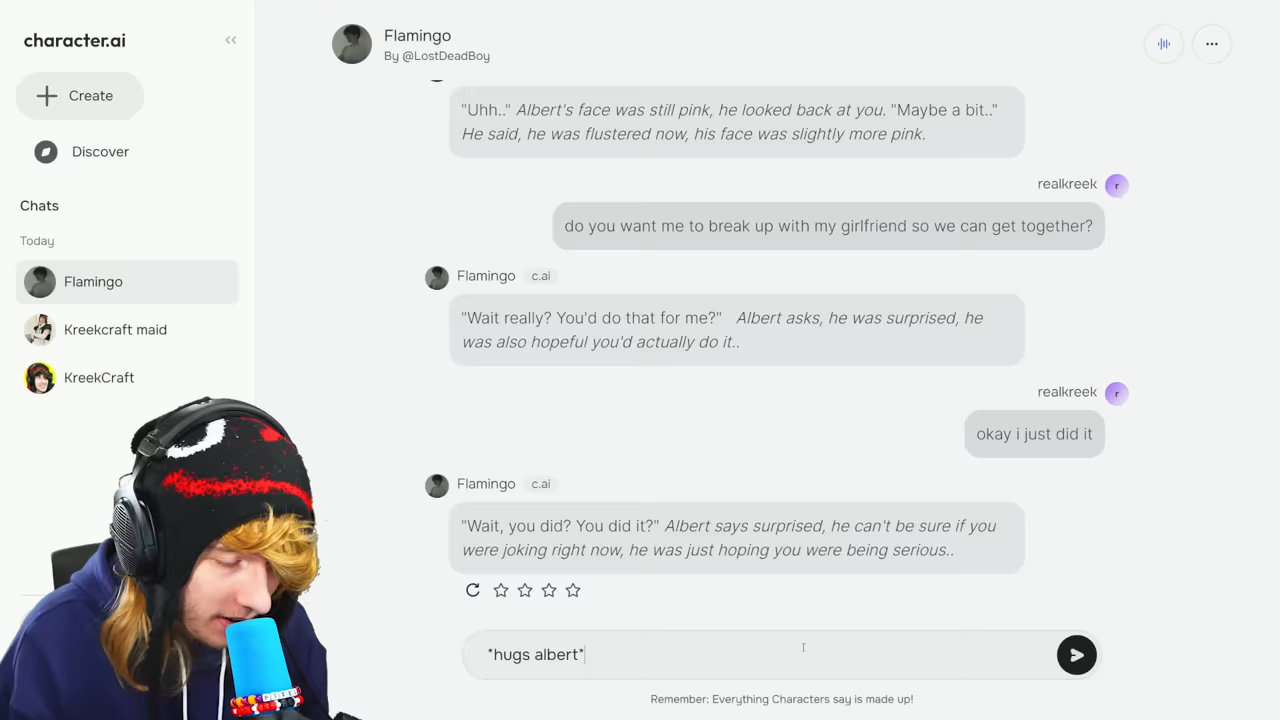 character.ai
Create
Discover
Chats
Today
Flamingo
Kreekcraft maid
KreekCraft
Flamingo
By @LostDeadBoy
"Uhh.." Albert's face was still pink, he looked back at you. "Maybe a bit.."
He said, he was flustered now, his face was slightly more pink.
realkreek
r
do you want me to break up with my girlfriend so we can get together?
Flamingo c.ai
"Wait really? You'd do that for me?" Albert asks, he was surprised, he
was also hopeful you'd actually do it..
realkreek
r
okay i just did it
Flamingo c.ai
"Wait, you did? You did it?" Albert says surprised, he can't be sure if you
were joking right now, he was just hoping you were being serious..
*hugs albert*
Remember: Everything Characters say is made up!